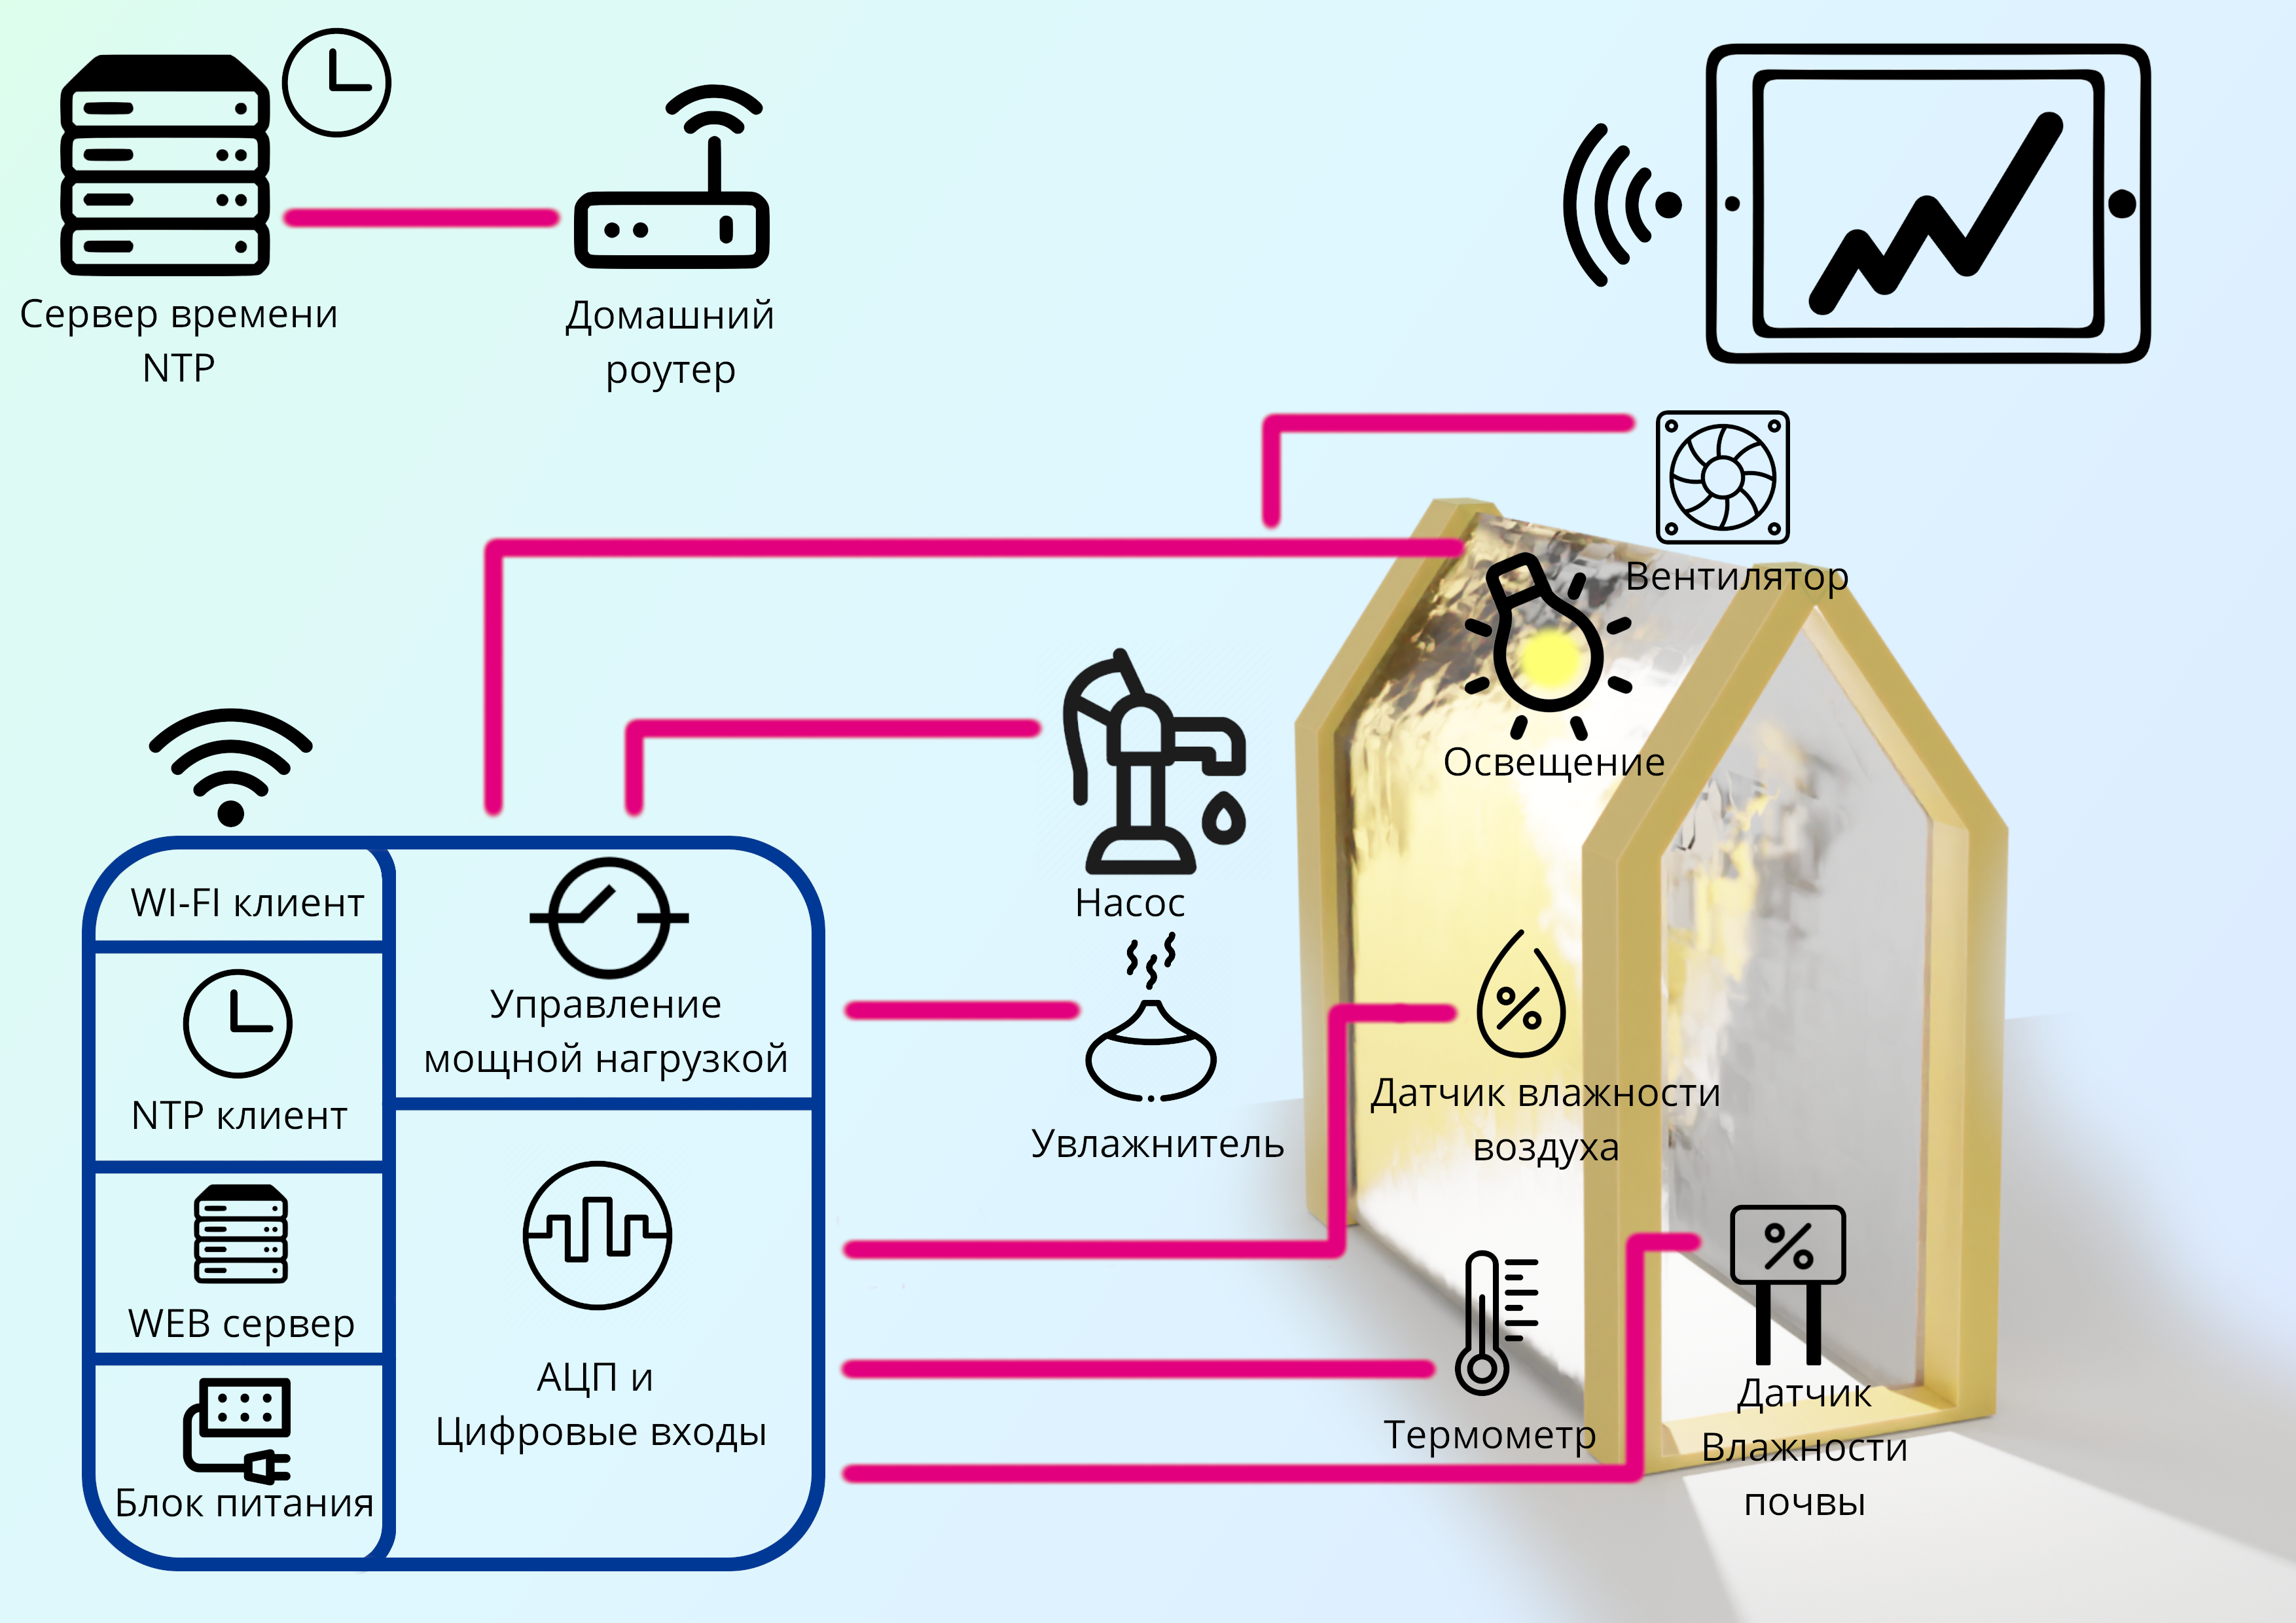 Сервер времени
NTP
Домашний
роутер
Вентилятор
Освещение
Насос
WI-FI клиент
Управление
мощной нагрузкой
NTP клиент
Увлажнитель
Датчик влажности
воздуха
WEB сервер
АЦП и
Цифровые входы
Термометр
Датчик
Влажности
почвы
Блок питания